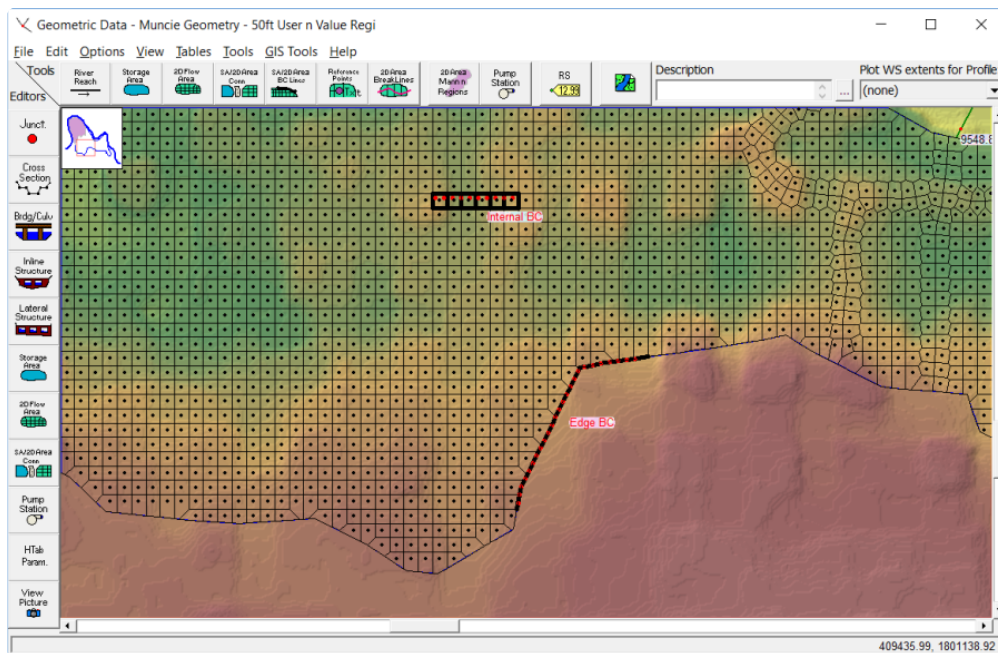 Geometric Data - Muncie Geometry - 50ft User n Value Regi
File Edit Options View Tables Tools GIS Tools Help
Tools
Editors
River
Reach
Storage
Area
2D Flow
Area
SA/2D Area
Conn
SA/2D Area
BC Lines
Reference
Points
2D Area
BreakLines
2D Area
Mann n
Regions
Pump
Station
RS
Description
...
Plot WS extents for Profile
(none)
Junct.
Cross
Section
Brdg/Culv
Inline
Structure
Lateral
Structure
Storage
Area
2D Flow
Area
SA/2D Area
Conn
Pump
Station
HTab
Param.
View
Picture
9548.8
Internal BC
Edge BC
409435.99, 1801138.92